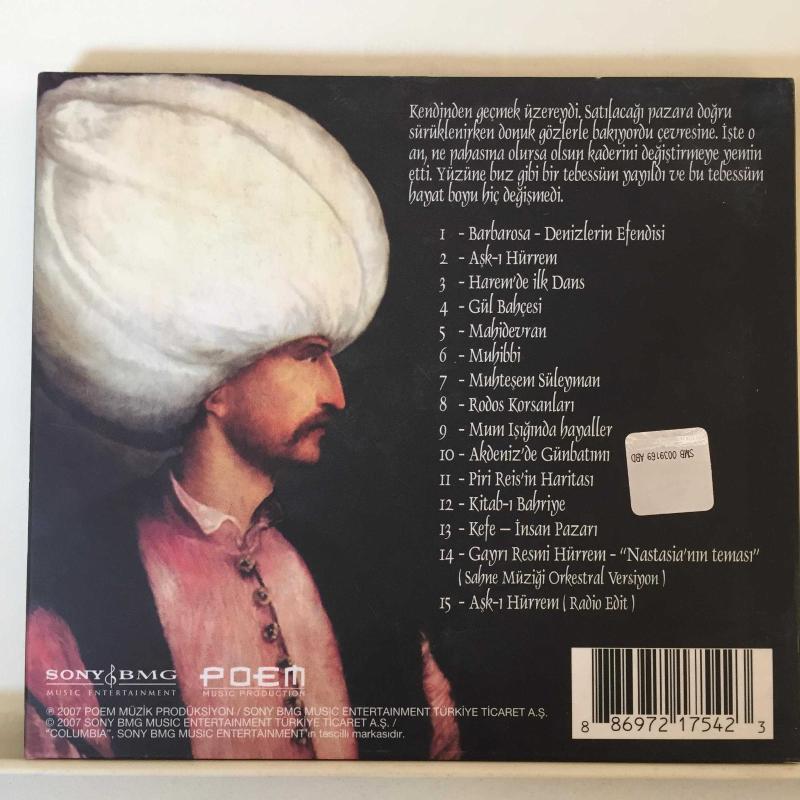 Kendinden geçmek üzereydi. Satılacağı pazara doğru
sürüklenirken donuk gözlerle bakıyordu çevresine. İşte o
an, ne pahasına olursa olsun kaderini değiştirmeye yemin
etti. Yüzüne buz gibi bir tebessüm yayıldı ve bu tebessüm
hayat boyu hiç değişmedi.
1 - Barbarosa - Denizlerin Efendisi
2 - Aşk-ı Hürrem
3 - Harem'de ilk Dans
4 - Gül Bahçesi
5 - Mahidevran
6 - Muhibbi
7 - Muhteşem Süleyman
8 - Rodos Korsanları
9 - Mum Işığında hayaller
10 - Akdeniz'de Günbatımı
11 - Piri Reis'in Haritası
12 - Kitab-ı Bahriye
13 - Kefe – İnsan Pazarı
14 - Gayrı Resmi Hürrem - "Nastasia'nın teması"
( Sahne Müziği Orkestral Versiyon )
15 - Aşk-ı Hürrem ( Radio Edit )
SMB 0039169 ABD
SONY BMG
MUSIC ENTERTAINMENT
POEM
MUSIC PRODUCTION
℗ 2007 POEM MÜZİK PRODÜKSİYON / SONY BMG MUSIC ENTERTAINMENT TÜRKİYE TİCARET A.Ş.
© 2007 SONY BMG MUSIC ENTERTAINMENT TÜRKİYE TİCARET A.Ş. /
"COLUMBIA", SONY BMG MUSIC ENTERTAINMENT'ın tescilli markasıdır.
8 86972 17542 3